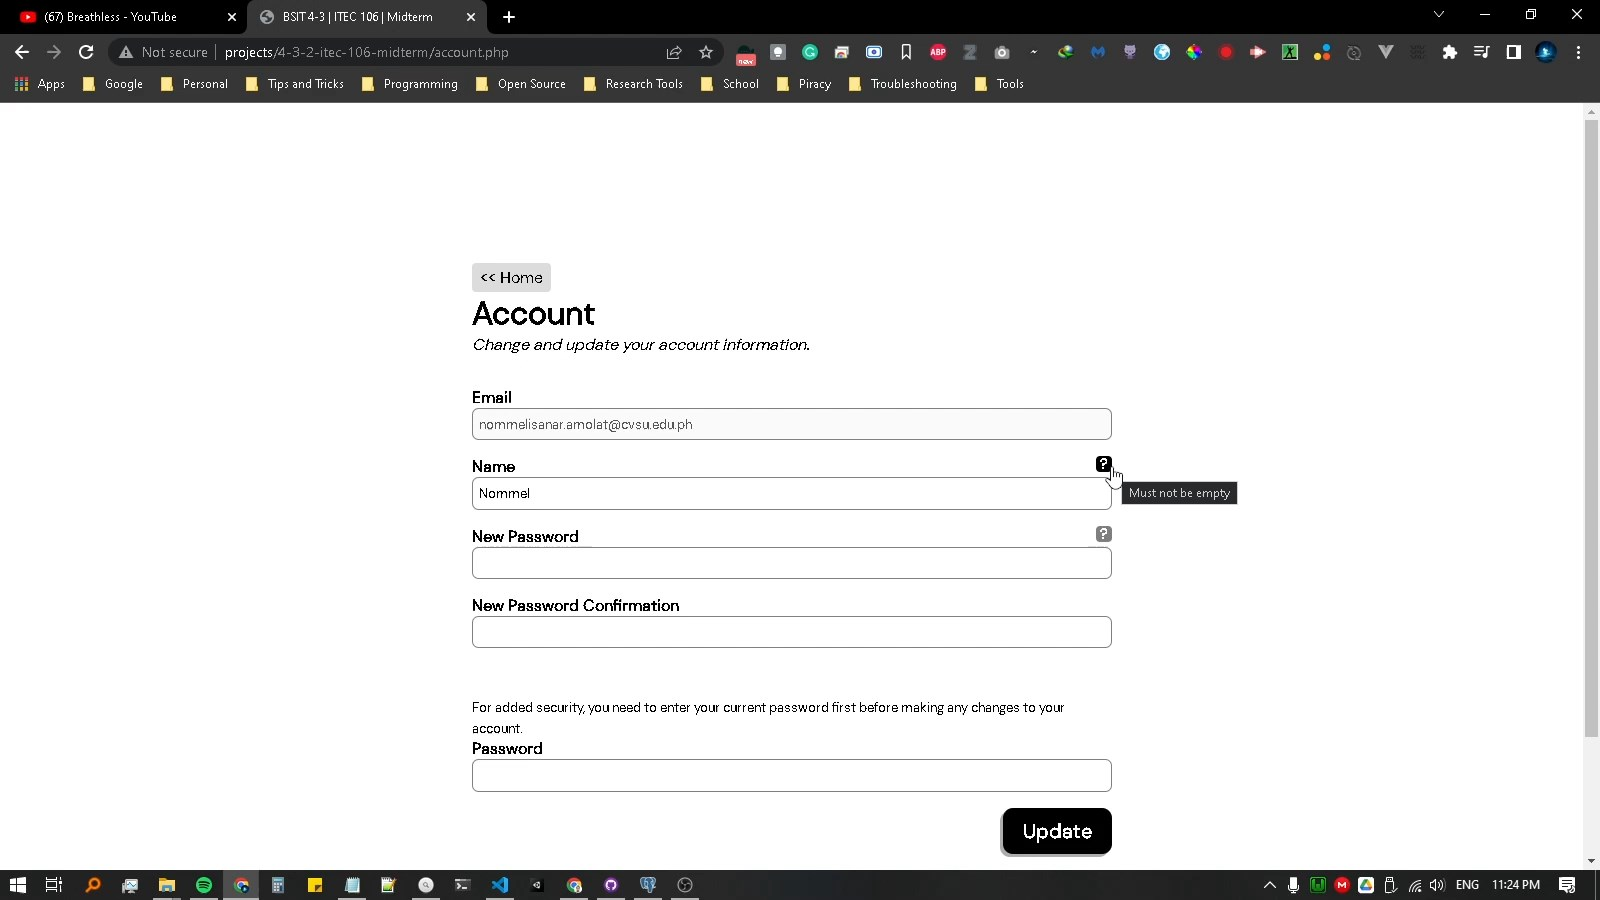 (67) Breathless - YouTube
BSIT 4-3 | ITEC 106 | Midterm
Not secure
projects/4-3-2-itec-106-midterm/account.php
new
ABP
Apps
Google
Personal
Tips and Tricks
Programming
Open Source
Research Tools
School
Piracy
Troubleshooting
Tools
<< Home
Account
Change and update your account information.
Email
nommelisanar.amolat@cvsu.edu.ph
Name
?
Nommel
Must not be empty
New Password
?
New Password Confirmation
For added security, you need to enter your current password first before making any changes to your
account.
Password
Update
ENG
11:24 PM